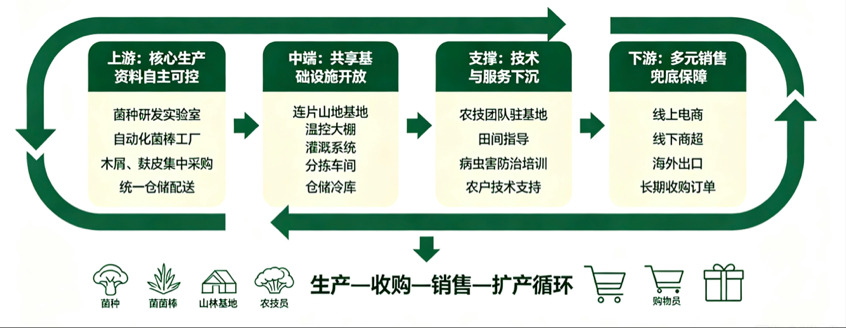 上游：核心生产
资料自主可控
菌种研发实验室
自动化菌棒工厂
木屑、麸皮集中采购
统一仓储配送
中端：共享基
础设施开放
连片山地基地
温控大棚
灌溉系统
分拣车间
仓储冷库
支撑：技术
与服务下沉
农技团队驻基地
田间指导
病虫害防治培训
农户技术支持
下游：多元销售
兜底保障
线上电商
线下商超
海外出口
长期收购订单
生产—收购—销售—扩产循环
菌种
菌菌棒
山林基地
农技员
购物员